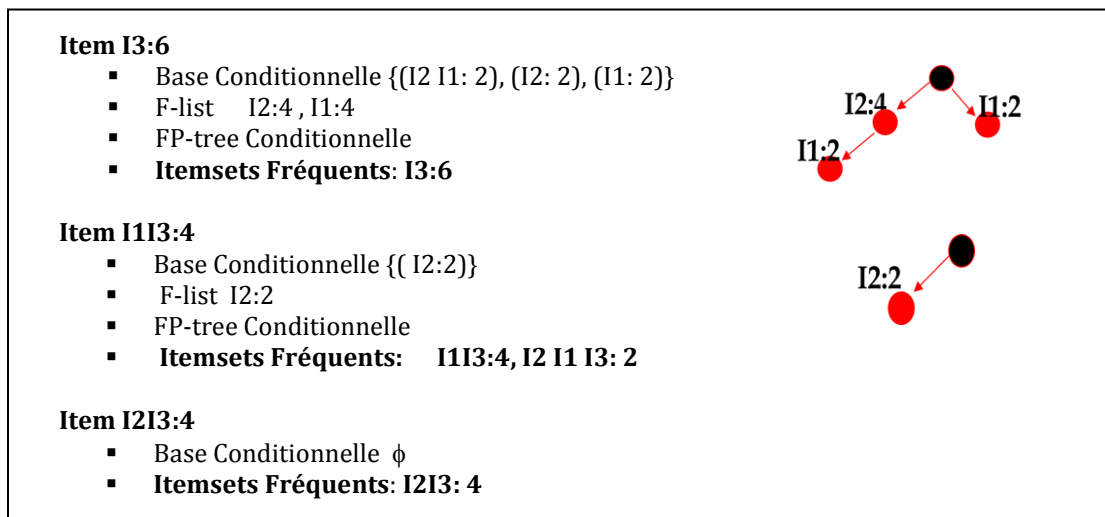 Item I3:6
▪ Base Conditionnelle {(I2 I1: 2), (I2: 2), (I1: 2)}
▪ F-list I2:4 , I1:4
▪ FP-tree Conditionnelle
▪ Itemsets Fréquents: I3:6
I2:4
I1:2
I1:2
Item I1I3:4
▪ Base Conditionnelle {( I2:2)}
▪ F-list I2:2
▪ FP-tree Conditionnelle
▪ Itemsets Fréquents: I1I3:4, I2 I1 I3: 2
I2:2
Item I2I3:4
▪ Base Conditionnelle ϕ
▪ Itemsets Fréquents: I2I3: 4